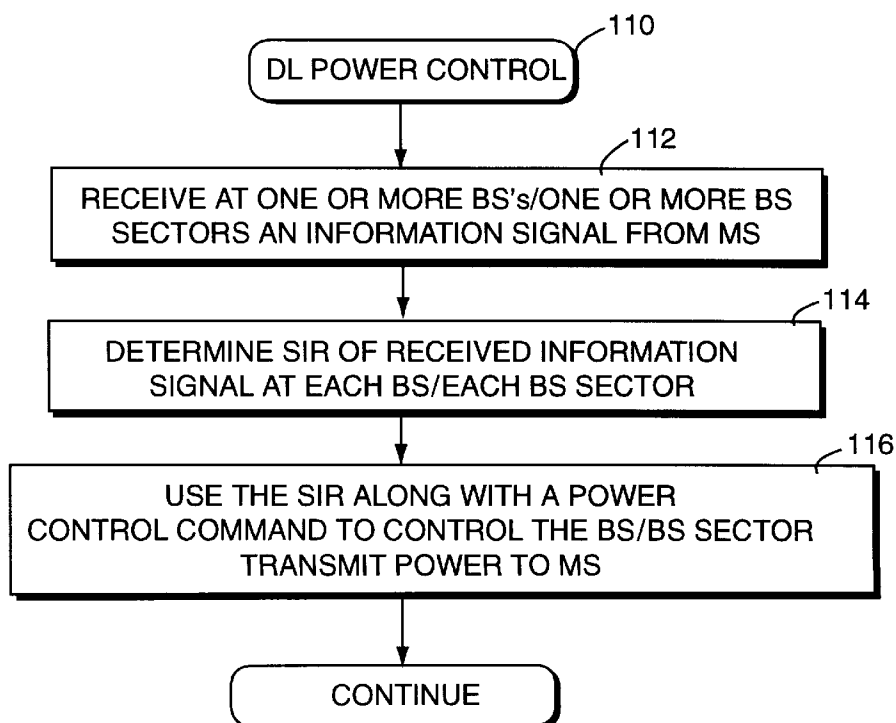 110
DL POWER CONTROL
112
RECEIVE AT ONE OR MORE BS's/ONE OR MORE BS
SECTORS AN INFORMATION SIGNAL FROM MS
114
DETERMINE SIR OF RECEIVED INFORMATION
SIGNAL AT EACH BS/EACH BS SECTOR
116
USE THE SIR ALONG WITH A POWER
CONTROL COMMAND TO CONTROL THE BS/BS SECTOR
TRANSMIT POWER TO MS
CONTINUE